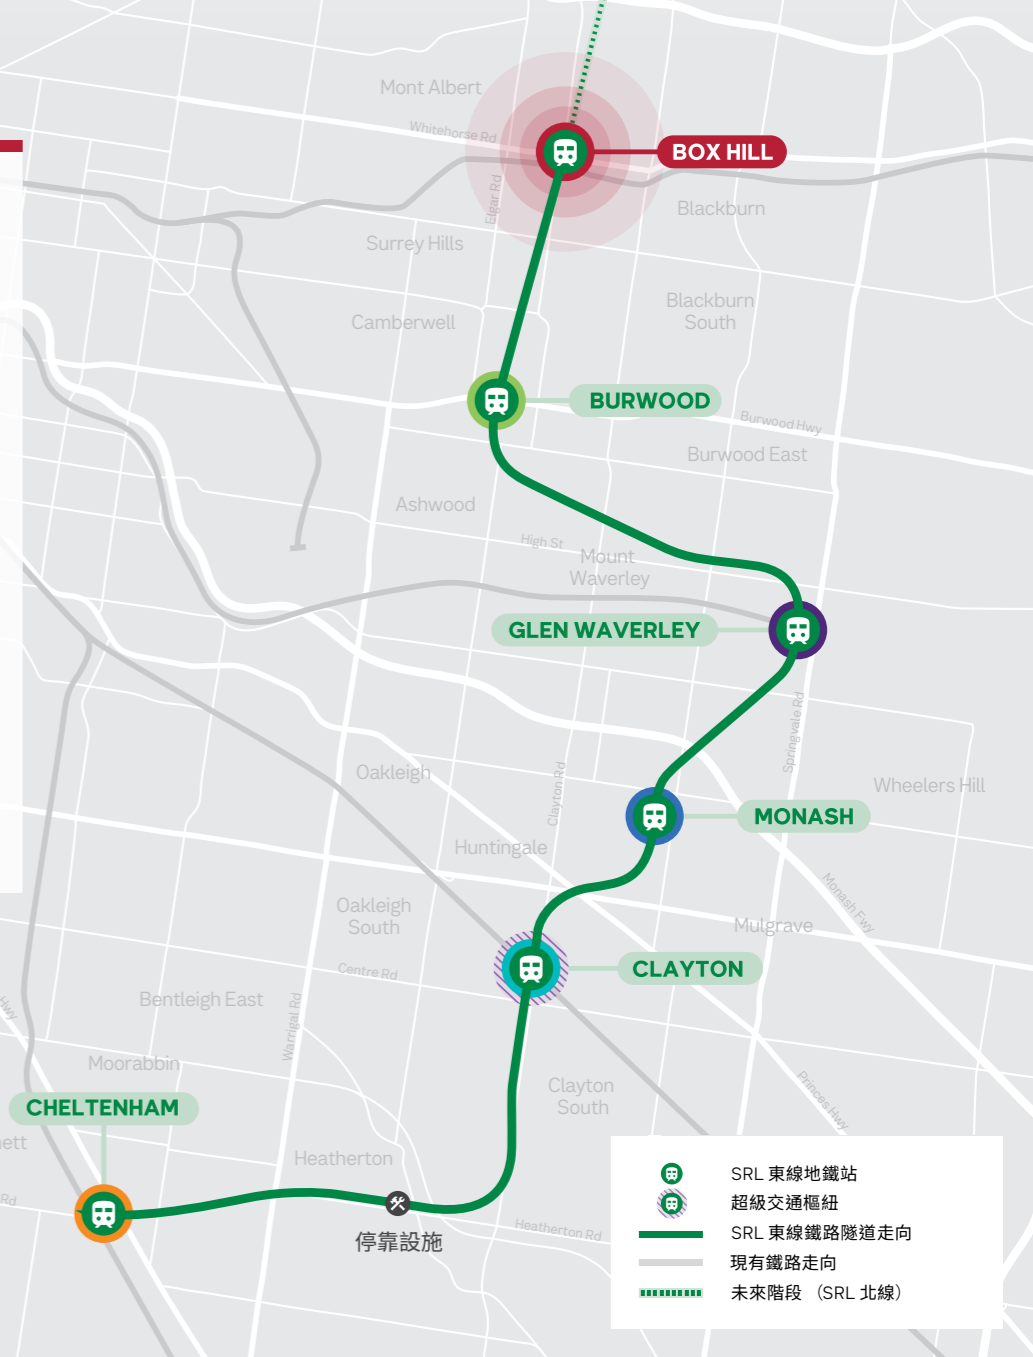 Mont Albert
Whitehorse Rd
BOX HILL
Elgar Rd
Blackburn
Surrey Hills
Blackburn
South
Camberwell
BURWOOD
Burwood Hwy
Burwood East
Ashwood
High St
Mount
Waverley
GLEN WAVERLEY
Springvale Rd
Oakleigh
Clayton Rd
Wheelers Hill
MONASH
Huntingale
Monash Fwy
Oakleigh
South
Mulgrave
CLAYTON
Centre Rd
Bentleigh East
Hwy
Warrigal Rd
Moorabbin
Clayton
South
Princes Hwy
CHELTENHAM
ett
Heatherton
Rd
停靠設施
Heatherton Rd
SRL 東線地鐵站
超級交通樞紐
SRL 東線鐵路隧道走向
現有鐵路走向
未來階段 （SRL 北線）